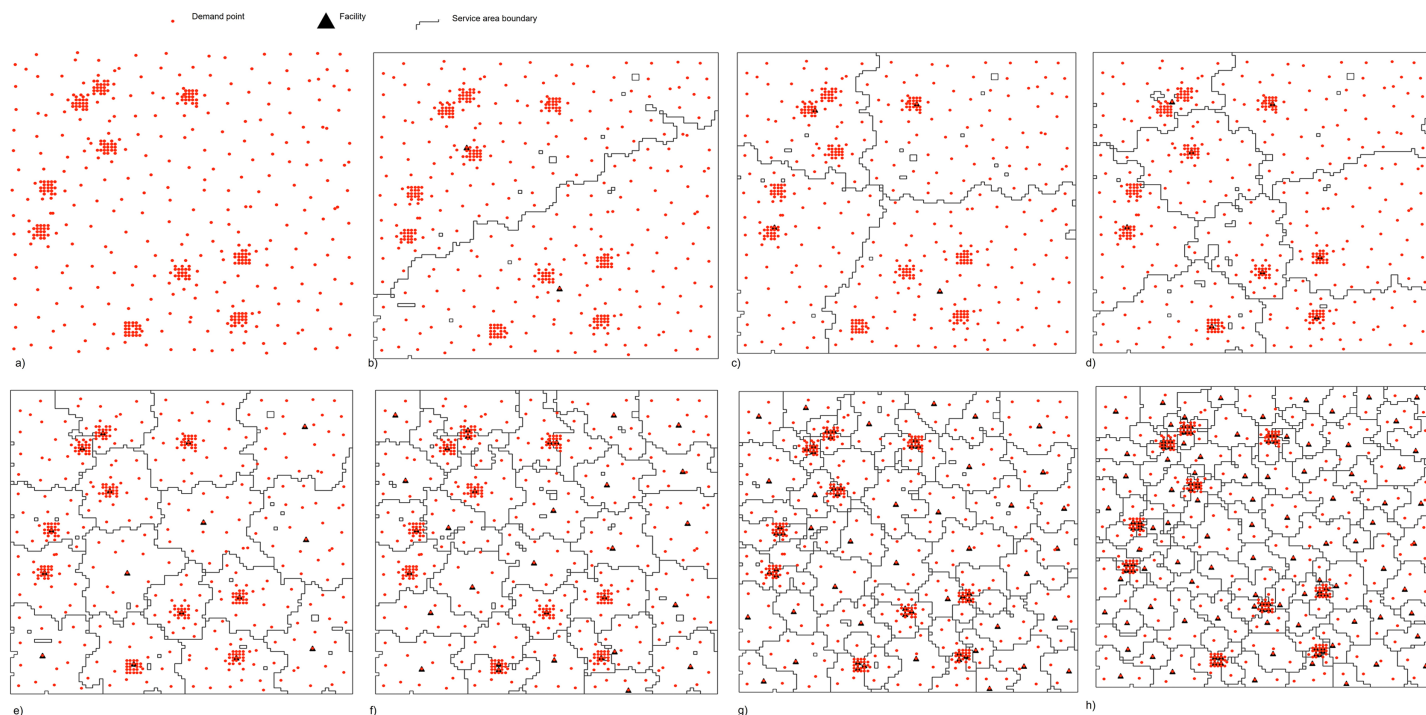 Demand point Facility Service area boundary
a) b) c) d)
e) f) g) h)